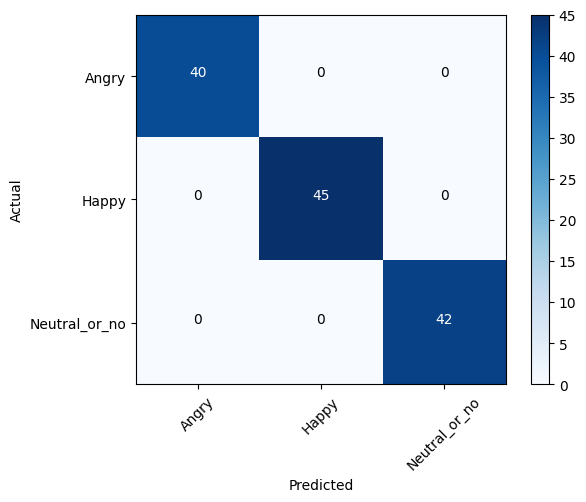 Actual
Angry
Happy
Neutral_or_no
40 0 0
0 45 0
0 0 42
Angry
Happy
Neutral_or_no
Predicted
45
40
35
30
25
20
15
10
5
0